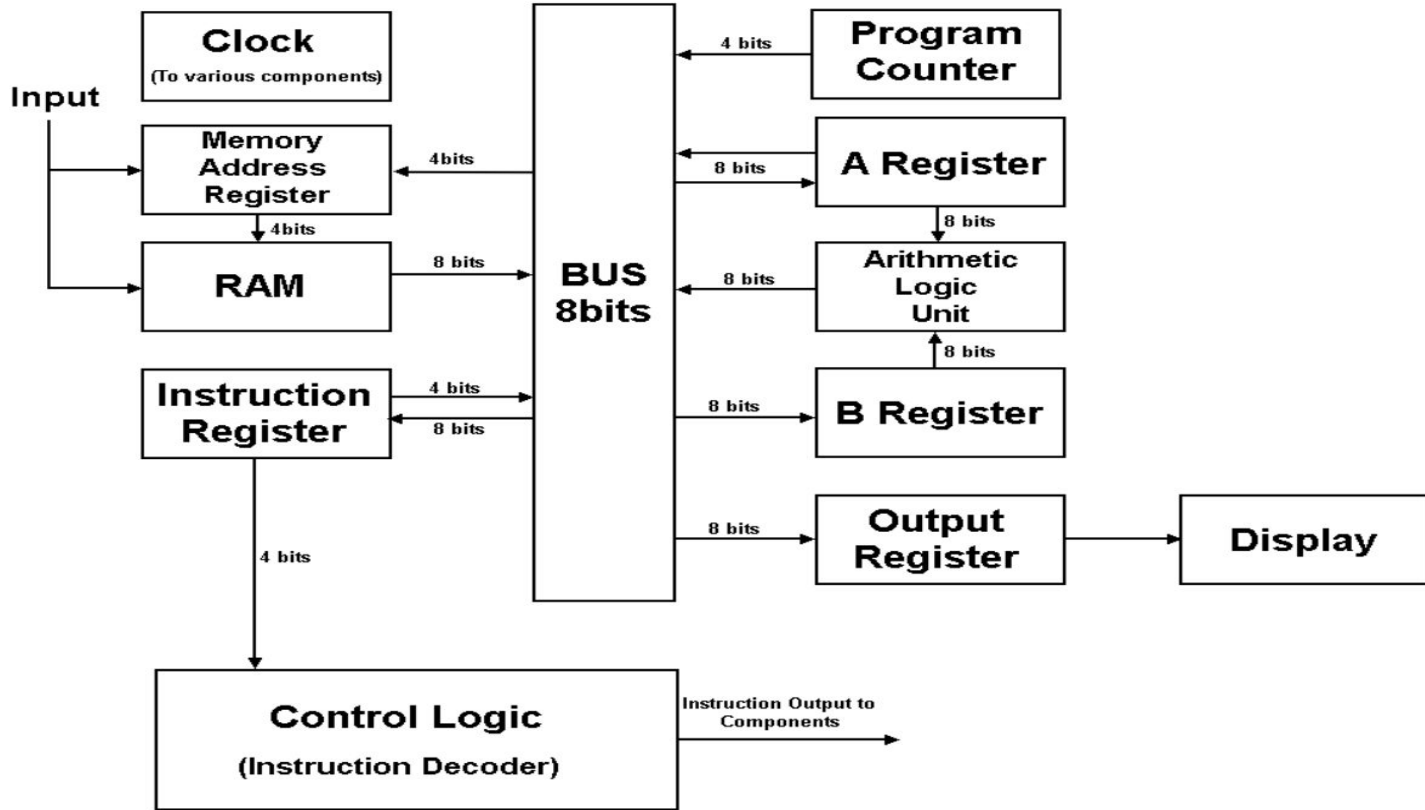 Clock
(To various components)
Input
Memory
Address
Register
4bits
4bits
RAM
8 bits
Instruction
Register
4 bits
8 bits
4 bits
BUS
8bits
4 bits
Program
Counter
8 bits
A Register
8 bits
8 bits
Arithmetic
Logic
Unit
8 bits
8 bits
B Register
8 bits
Output
Register
Display
Control Logic
(Instruction Decoder)
Instruction Output to
Components